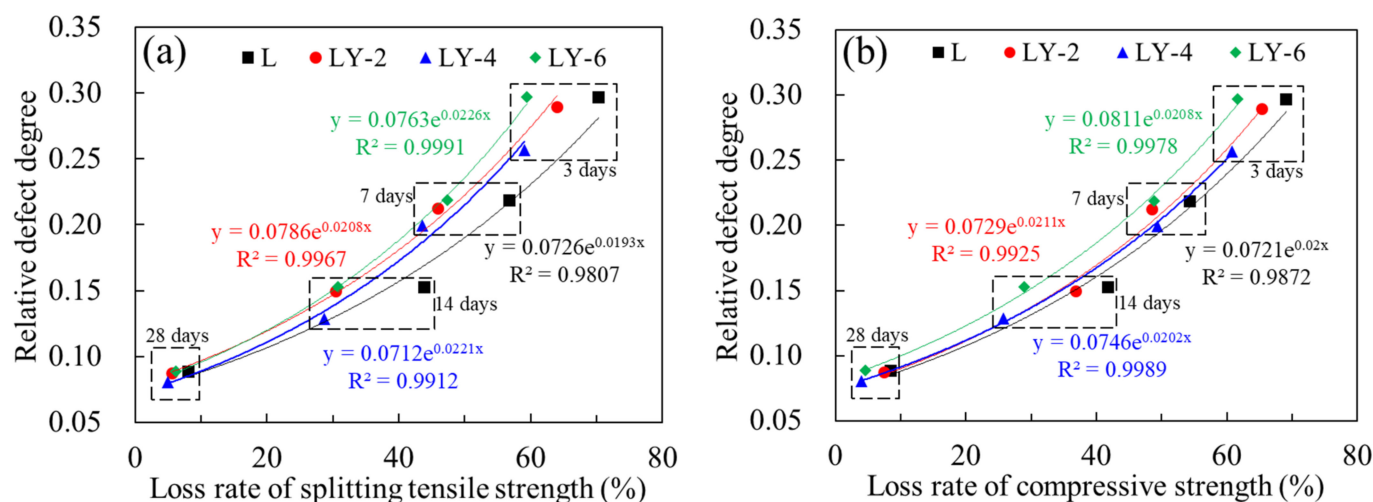 (a)
L LY-2 LY-4 LY-6
0.35
0.30
0.25
0.20
0.15
0.10
0.05
Relative defect degree
y = 0.0763e^0.0226x
R² = 0.9991
3 days
7 days
y = 0.0786e^0.0208x
R² = 0.9967
y = 0.0726e^0.0193x
R² = 0.9807
14 days
28 days
y = 0.0712e^0.0221x
R² = 0.9912
0 20 40 60 80
Loss rate of splitting tensile strength (%)
(b)
L LY-2 LY-4 LY-6
0.35
0.30
0.25
0.20
0.15
0.10
0.05
Relative defect degree
y = 0.0811e^0.0208x
R² = 0.9978
3 days
7 days
y = 0.0729e^0.0211x
R² = 0.9925
y = 0.0721e^0.02x
R² = 0.9872
14 days
28 days
y = 0.0746e^0.0202x
R² = 0.9989
0 20 40 60 80
Loss rate of compressive strength (%)